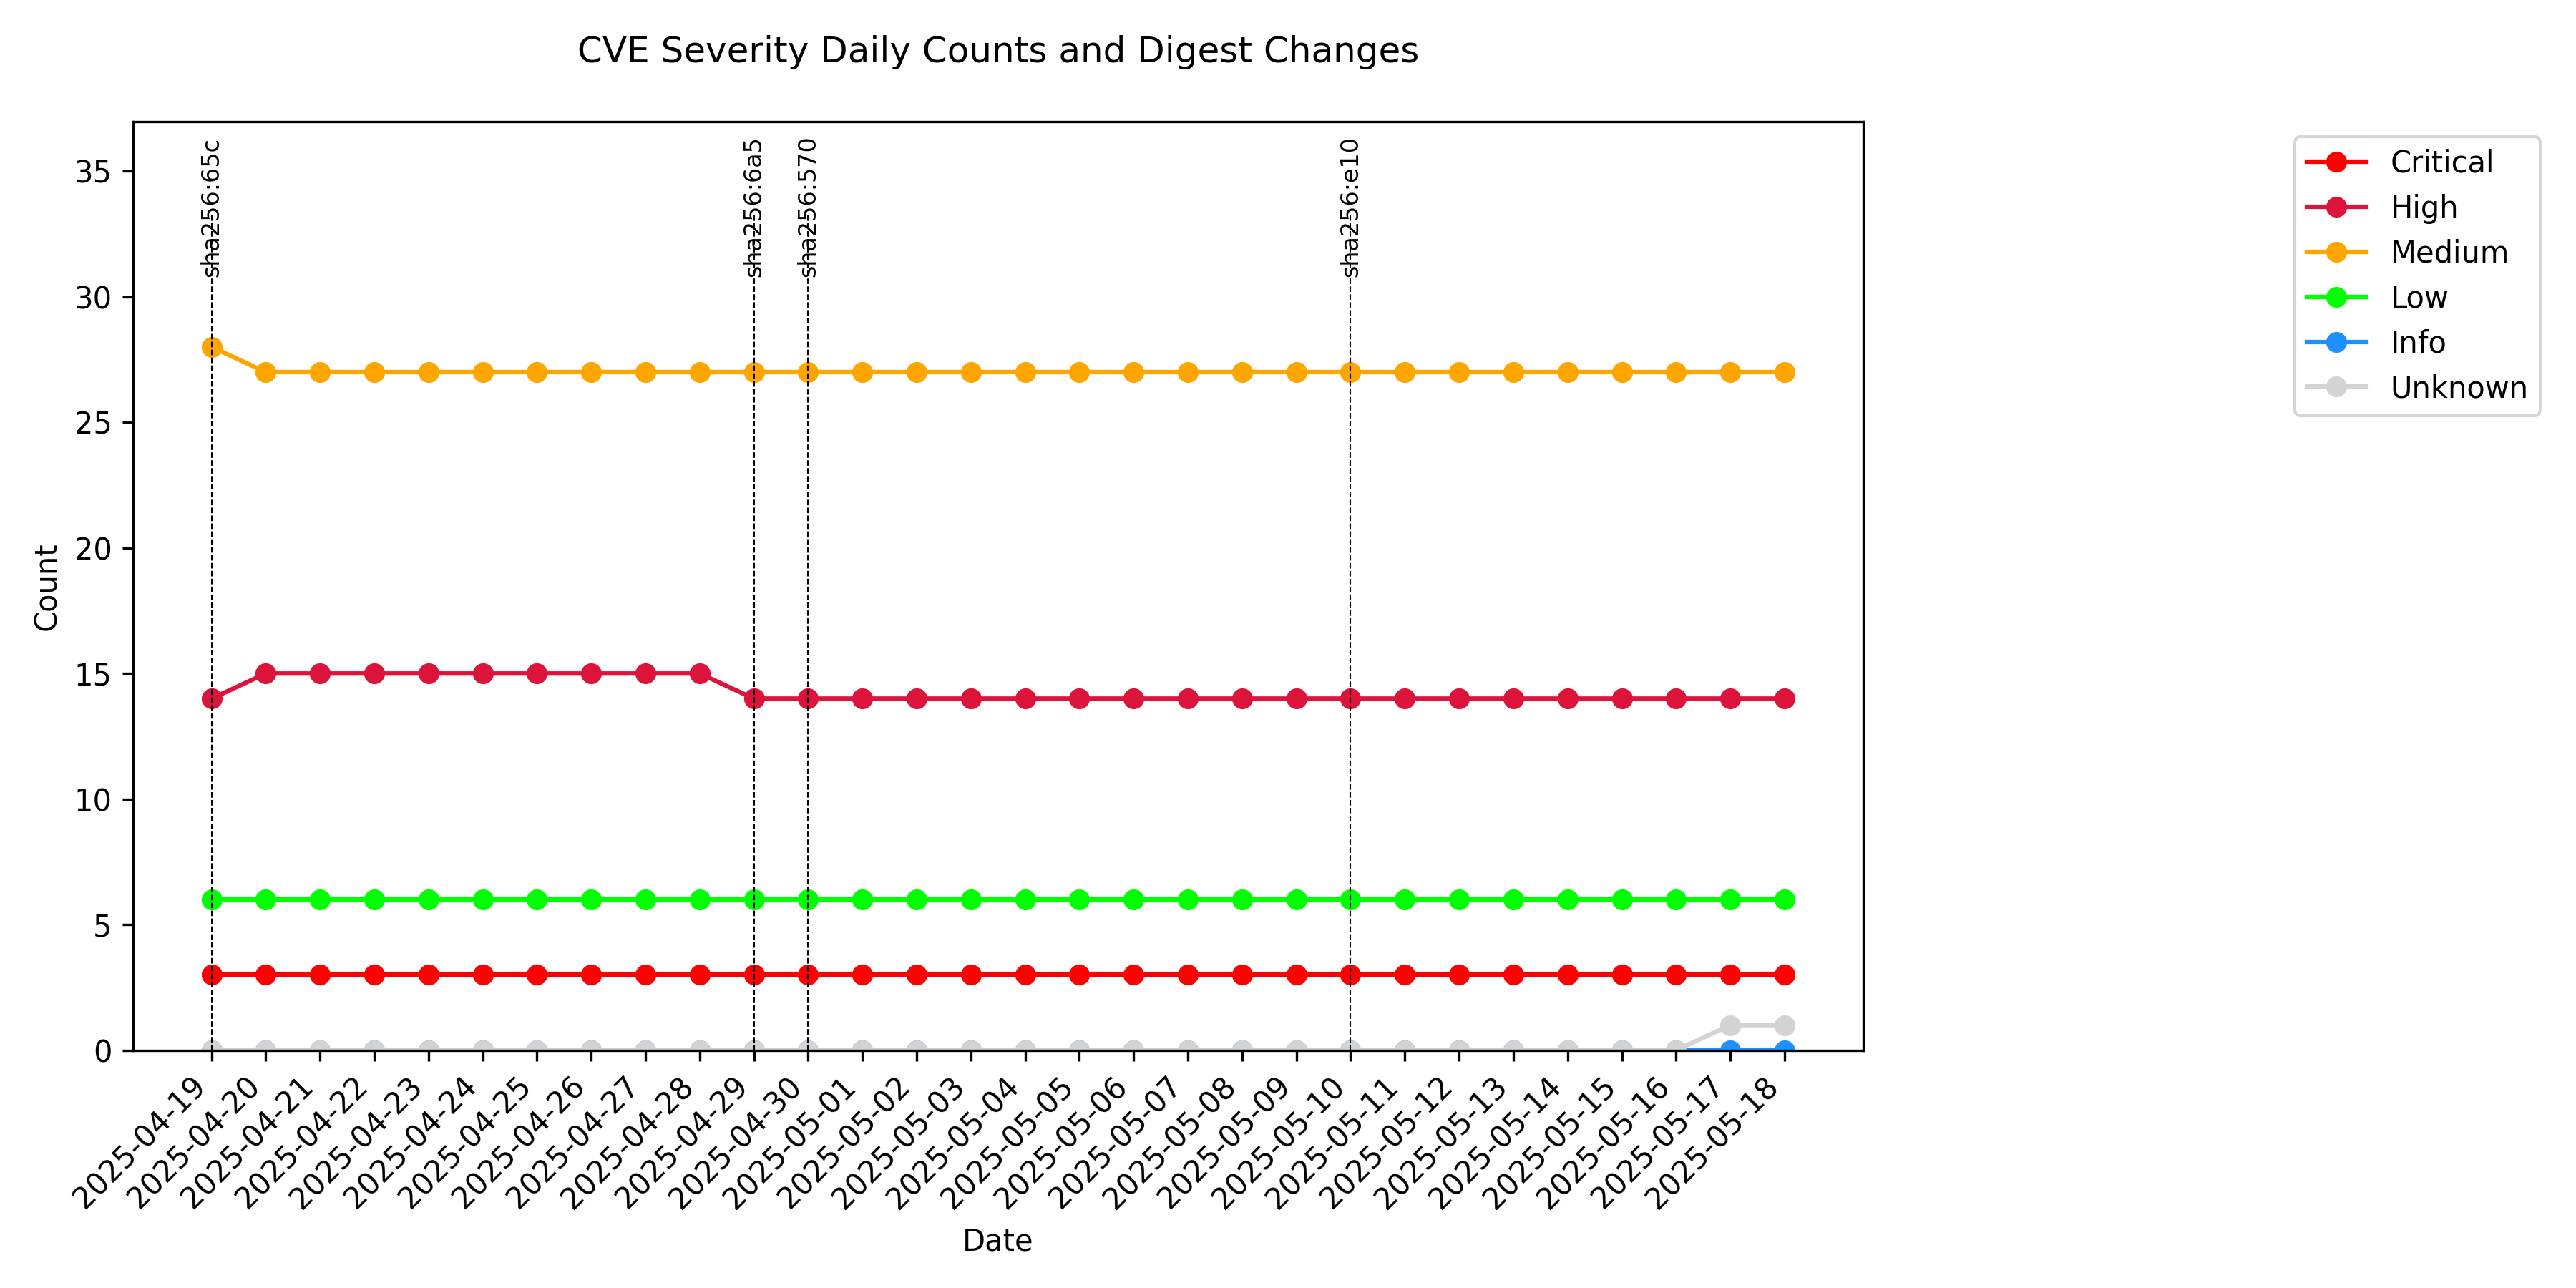 CVE Severity Daily Counts and Digest Changes
sha256:65c
sha256:6a5
sha256:570
sha256:e10
Critical
High
Medium
Low
Info
Unknown
Count
35
30
25
20
15
10
5
0
2025-04-19
2025-04-20
2025-04-21
2025-04-22
2025-04-23
2025-04-24
2025-04-25
2025-04-26
2025-04-27
2025-04-28
2025-04-29
2025-04-30
2025-05-01
2025-05-02
2025-05-03
2025-05-04
2025-05-05
2025-05-06
2025-05-07
2025-05-08
2025-05-09
2025-05-10
2025-05-11
2025-05-12
2025-05-13
2025-05-14
2025-05-15
2025-05-16
2025-05-17
2025-05-18
Date